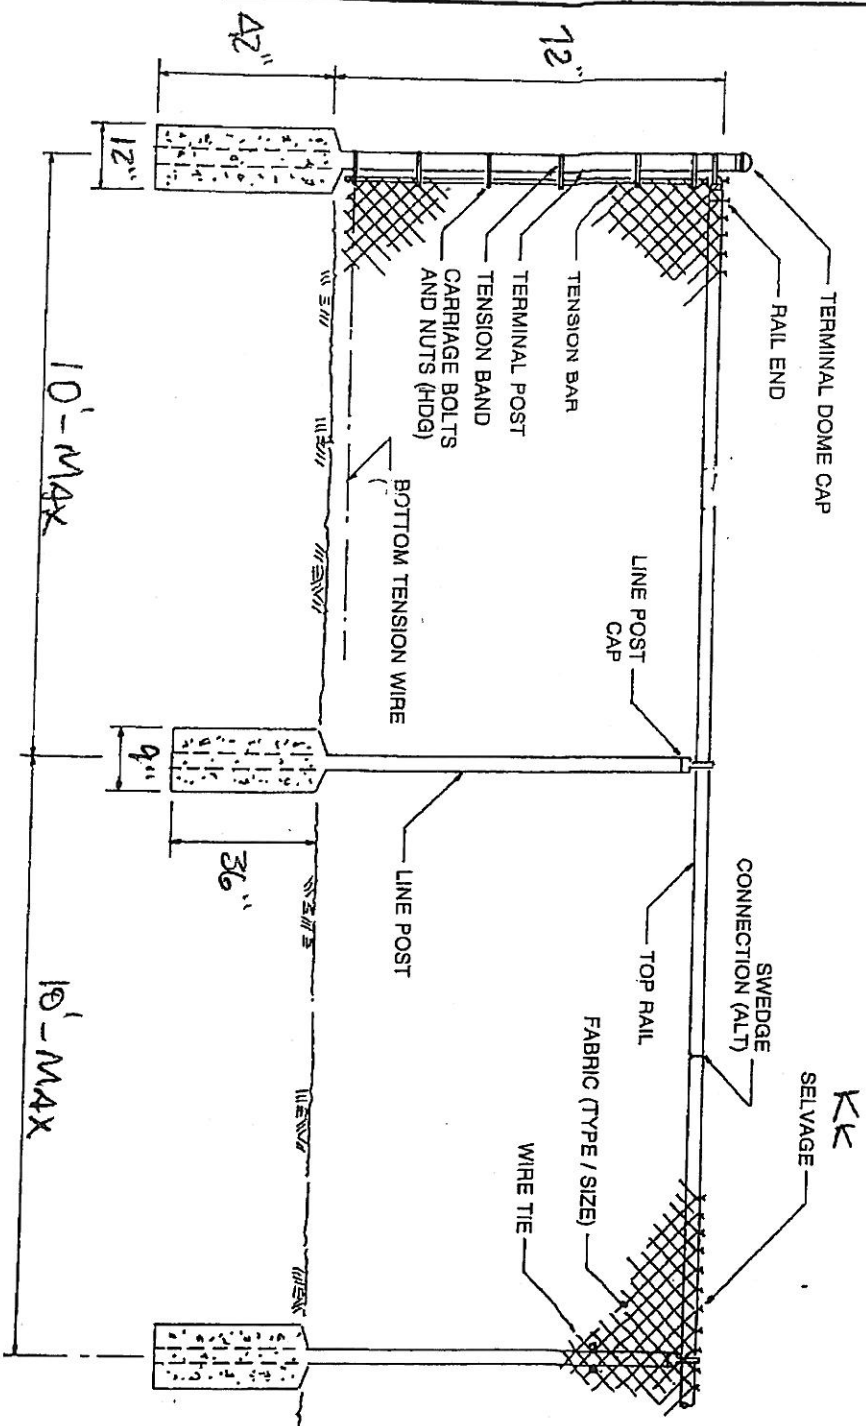 KK
SELVAGE
SWEDGE
CONNECTION (ALT)
TERMINAL DOME CAP
RAIL END
TENSION BAR
TERMINAL POST
TENSION BAND
CARRIAGE BOLTS
AND NUTS (HDG)
BOTTOM TENSION WIRE
LINE POST
CAP
TOP RAIL
LINE POST
FABRIC (TYPE / SIZE)
WIRE TIE
72"
42"
12"
9"
36"
10'-MAX
10'-MAX